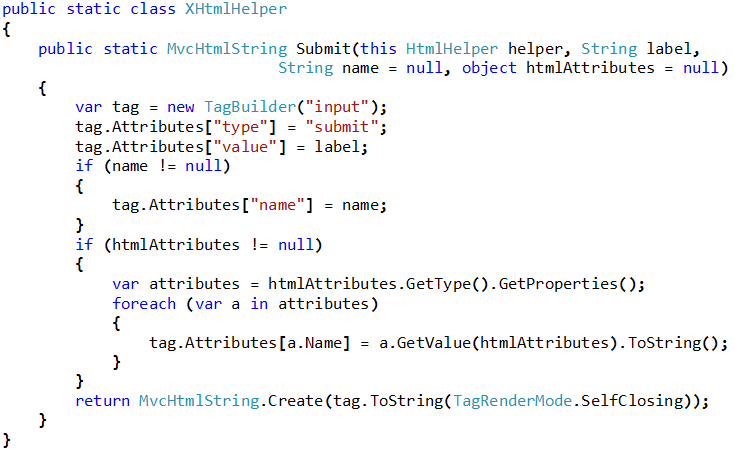 public static class XHtmlHelper
{
    public static MvcHtmlString Submit(this HtmlHelper helper, String label,
                              String name = null, object htmlAttributes = null)
    {
        var tag = new TagBuilder("input");
        tag.Attributes["type"] = "submit";
        tag.Attributes["value"] = label;
        if (name != null)
        {
            tag.Attributes["name"] = name;
        }
        if (htmlAttributes != null)
        {
            var attributes = htmlAttributes.GetType().GetProperties();
            foreach (var a in attributes)
            {
                tag.Attributes[a.Name] = a.GetValue(htmlAttributes).ToString();
            }
        }
        return MvcHtmlString.Create(tag.ToString(TagRenderMode.SelfClosing));
    }
}